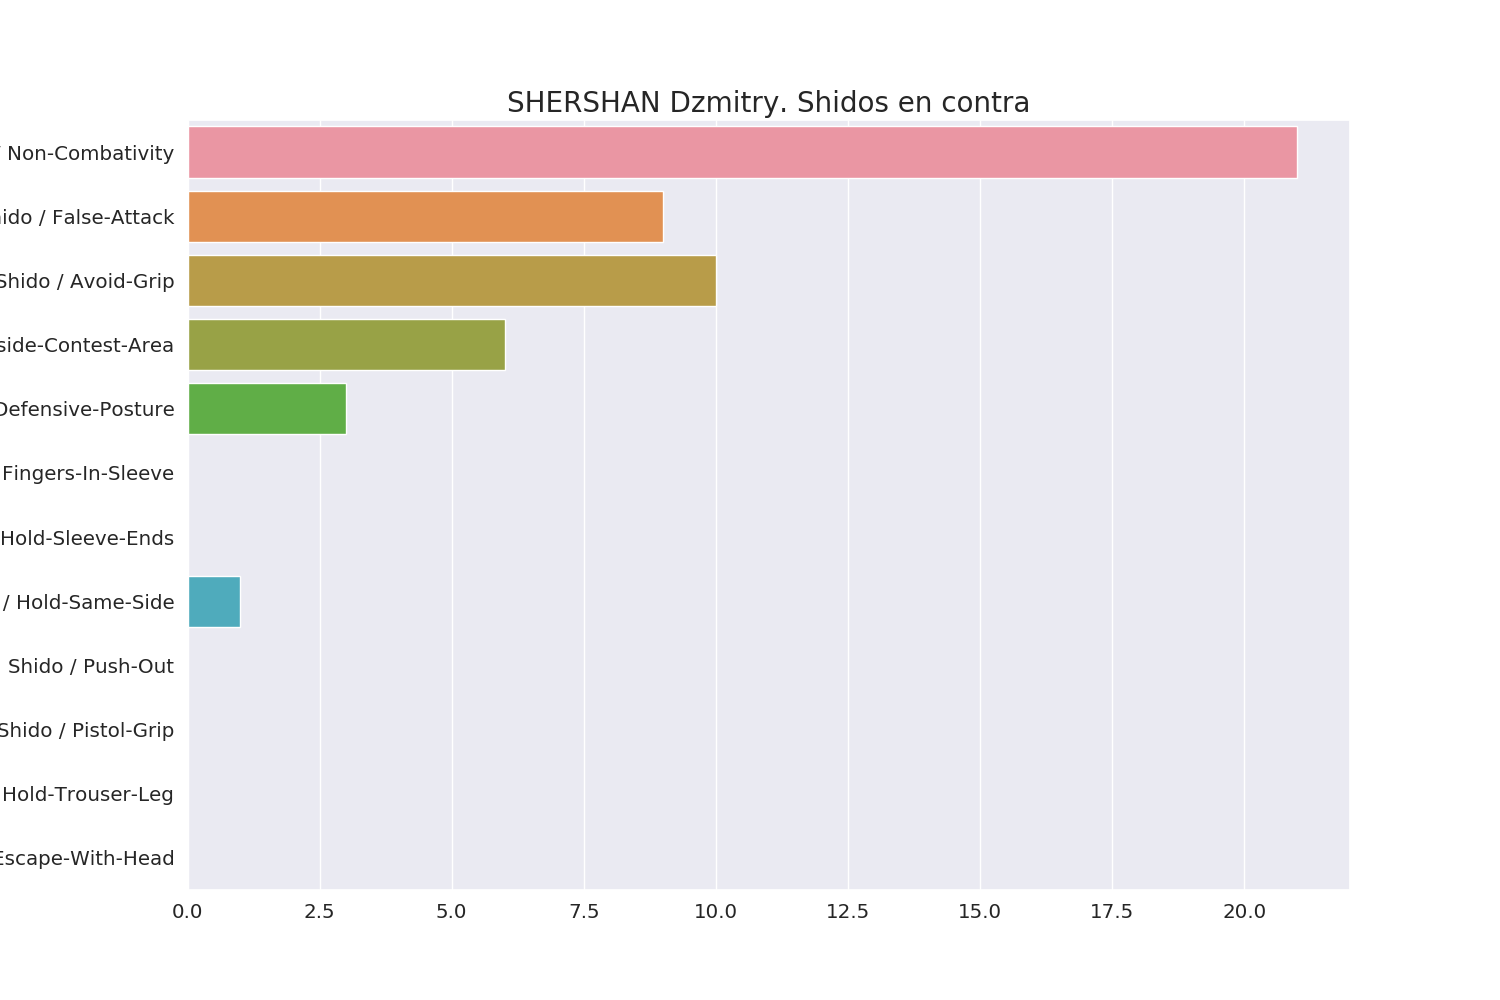 SHERSHAN Dzmitry. Shidos en contra
/ Non-Combativity
ido / False-Attack
Shido / Avoid-Grip
side-Contest-Area
Defensive-Posture
Fingers-In-Sleeve
Hold-Sleeve-Ends
/ Hold-Same-Side
Shido / Push-Out
Shido / Pistol-Grip
Hold-Trouser-Leg
Escape-With-Head
0.0 2.5 5.0 7.5 10.0 12.5 15.0 17.5 20.0